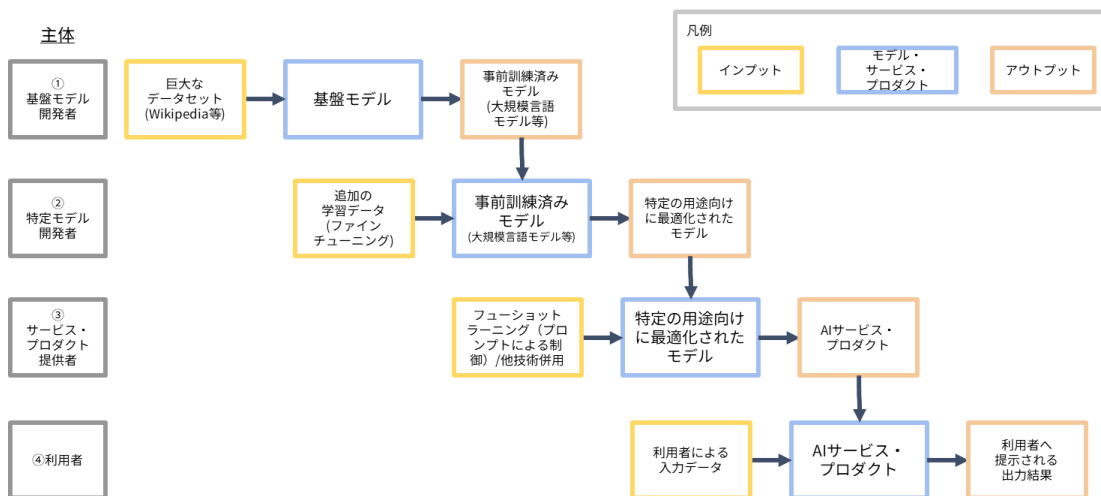 主体
凡例
インプット
モデル・
サービス・
プロダクト
アウトプット
①
基盤モデル
開発者
巨大な
データセット
(Wikipedia等)
基盤モデル
事前訓練済み
モデル
(大規模言語
モデル等)
②
特定モデル
開発者
追加の
学習データ
(ファイン
チューニング)
事前訓練済み
モデル
(大規模言語モデル等)
特定の用途向け
に最適化された
モデル
③
サービス・
プロダクト
提供者
フューショット
ラーニング（プロ
ンプトによる制
御）/他技術併用
特定の用途向け
に最適化された
モデル
AIサービス・
プロダクト
④利用者
利用者による
入力データ
AIサービス・
プロダクト
利用者へ
提示される
出力結果